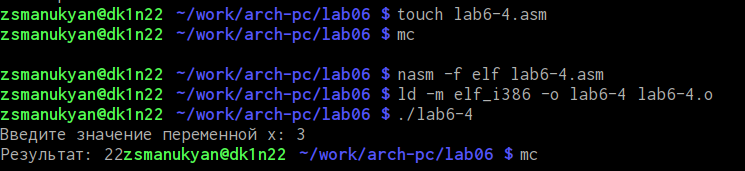 zsmanukyan@dk1n22 ~/work/arch-pc/lab06 $ touch lab6-4.asm
zsmanukyan@dk1n22 ~/work/arch-pc/lab06 $ mc
zsmanukyan@dk1n22 ~/work/arch-pc/lab06 $ nasm -f elf lab6-4.asm
zsmanukyan@dk1n22 ~/work/arch-pc/lab06 $ ld -m elf_i386 -o lab6-4 lab6-4.o
zsmanukyan@dk1n22 ~/work/arch-pc/lab06 $ ./lab6-4
Введите значение переменной x: 3
Результат: 22zsmanukyan@dk1n22 ~/work/arch-pc/lab06 $ mc